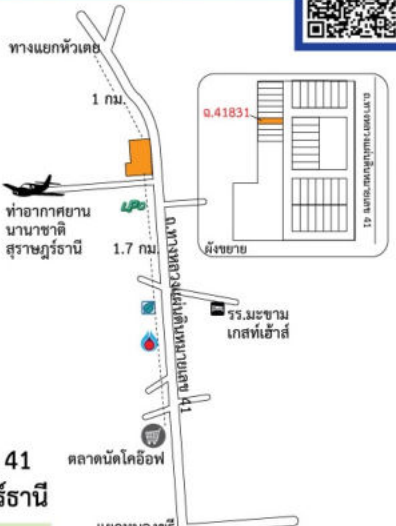 ทางแยกหัวเตย
1 กม.
ฉ.41831
ถ.ทางหลวงแผ่นดินหมายเลข 41
ผังขยาย
ท่าอากาศยาน
นานาชาติ
สุราษฎร์ธานี
LPG
1.7 กม.
ถ.ทางหลวงแผ่นดินหมายเลข 41
รร.มะขาม
เกสท์เฮ้าส์
ตลาดนัดโคอ๊อฟ
41
ร์ธานี